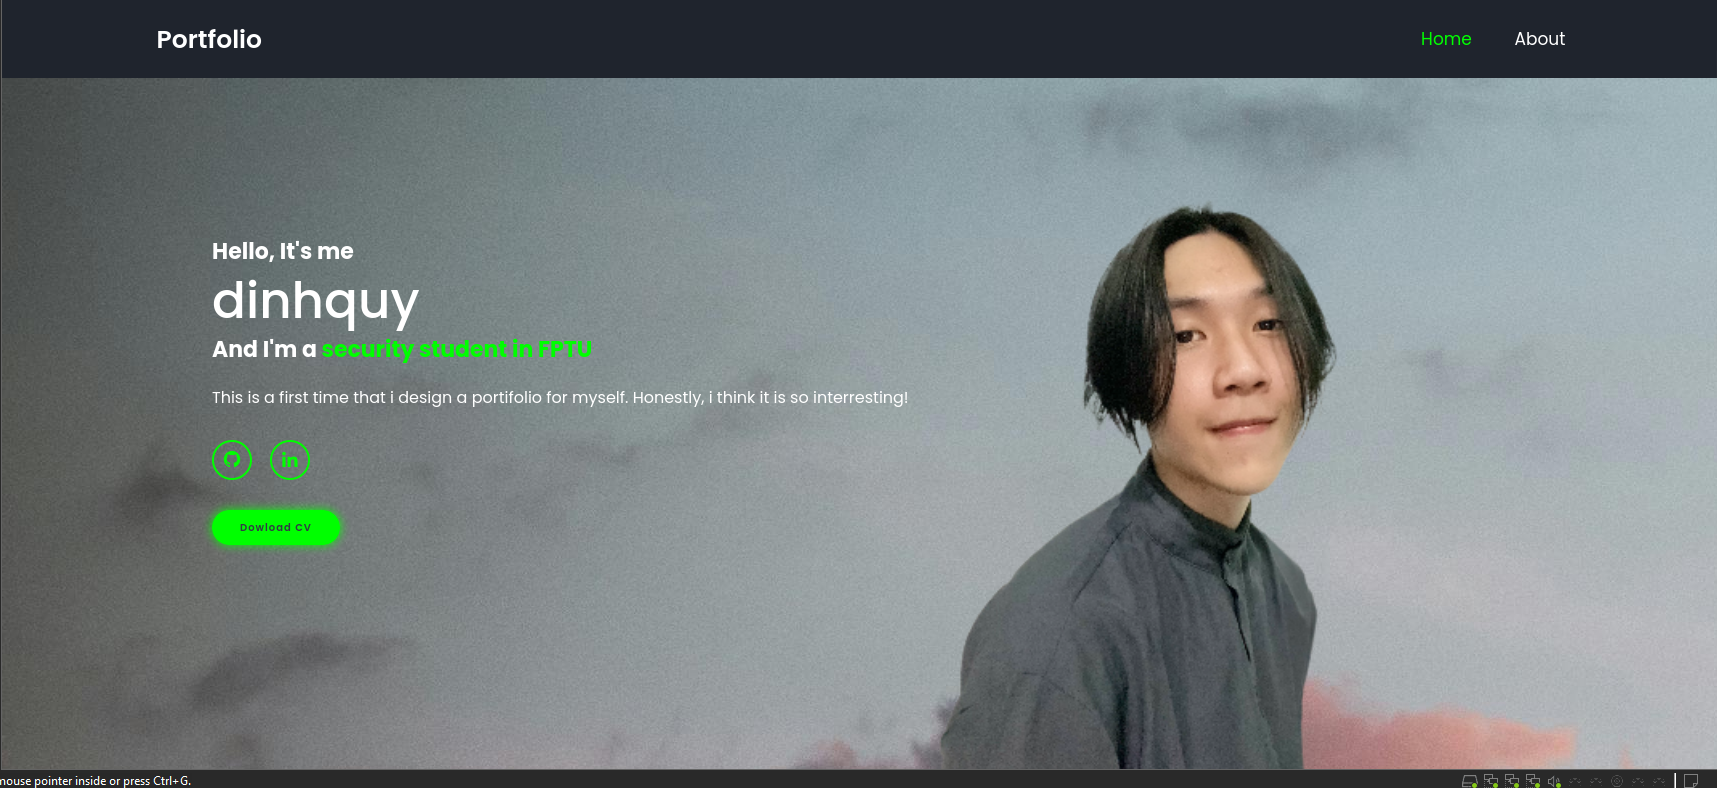 Portfolio
Home
About
Hello, It's me
dinhquy
And I'm a security student in FPTU
This is a first time that i design a portifolio for myself. Honestly, i think it is so interresting!
in
Dowload CV
mouse pointer inside or press Ctrl+G.